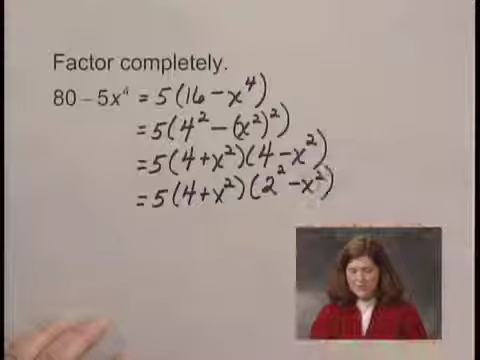 Factor completely.
80 – 5x⁴ = 5(16 – x⁴)
= 5(4² – (x²)²)
= 5(4 + x²)(4 – x²)
= 5(4 + x²)(2² – x²)